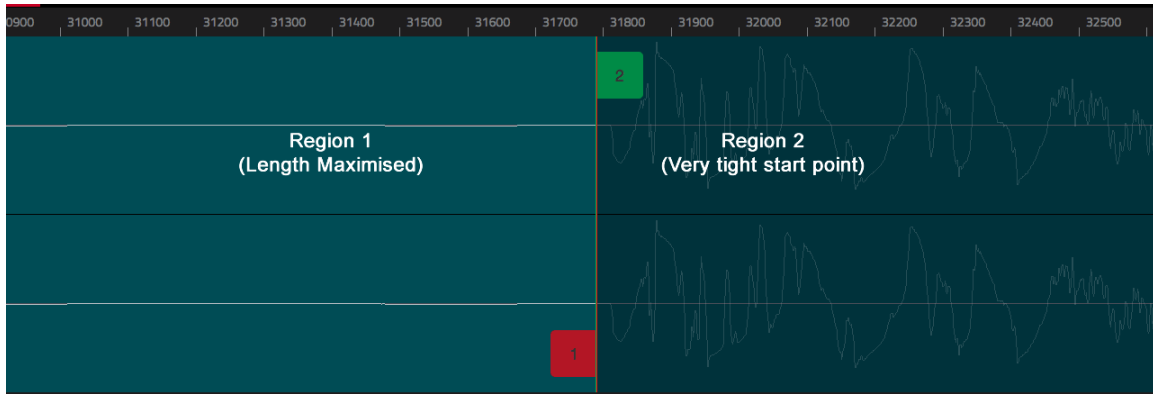 0900 31000 31100 31200 31300 31400 31500 31600 31700 31800 31900 32000 32100 32200 32300 32400 32500
2
Region 1
(Length Maximised)
Region 2
(Very tight start point)
1